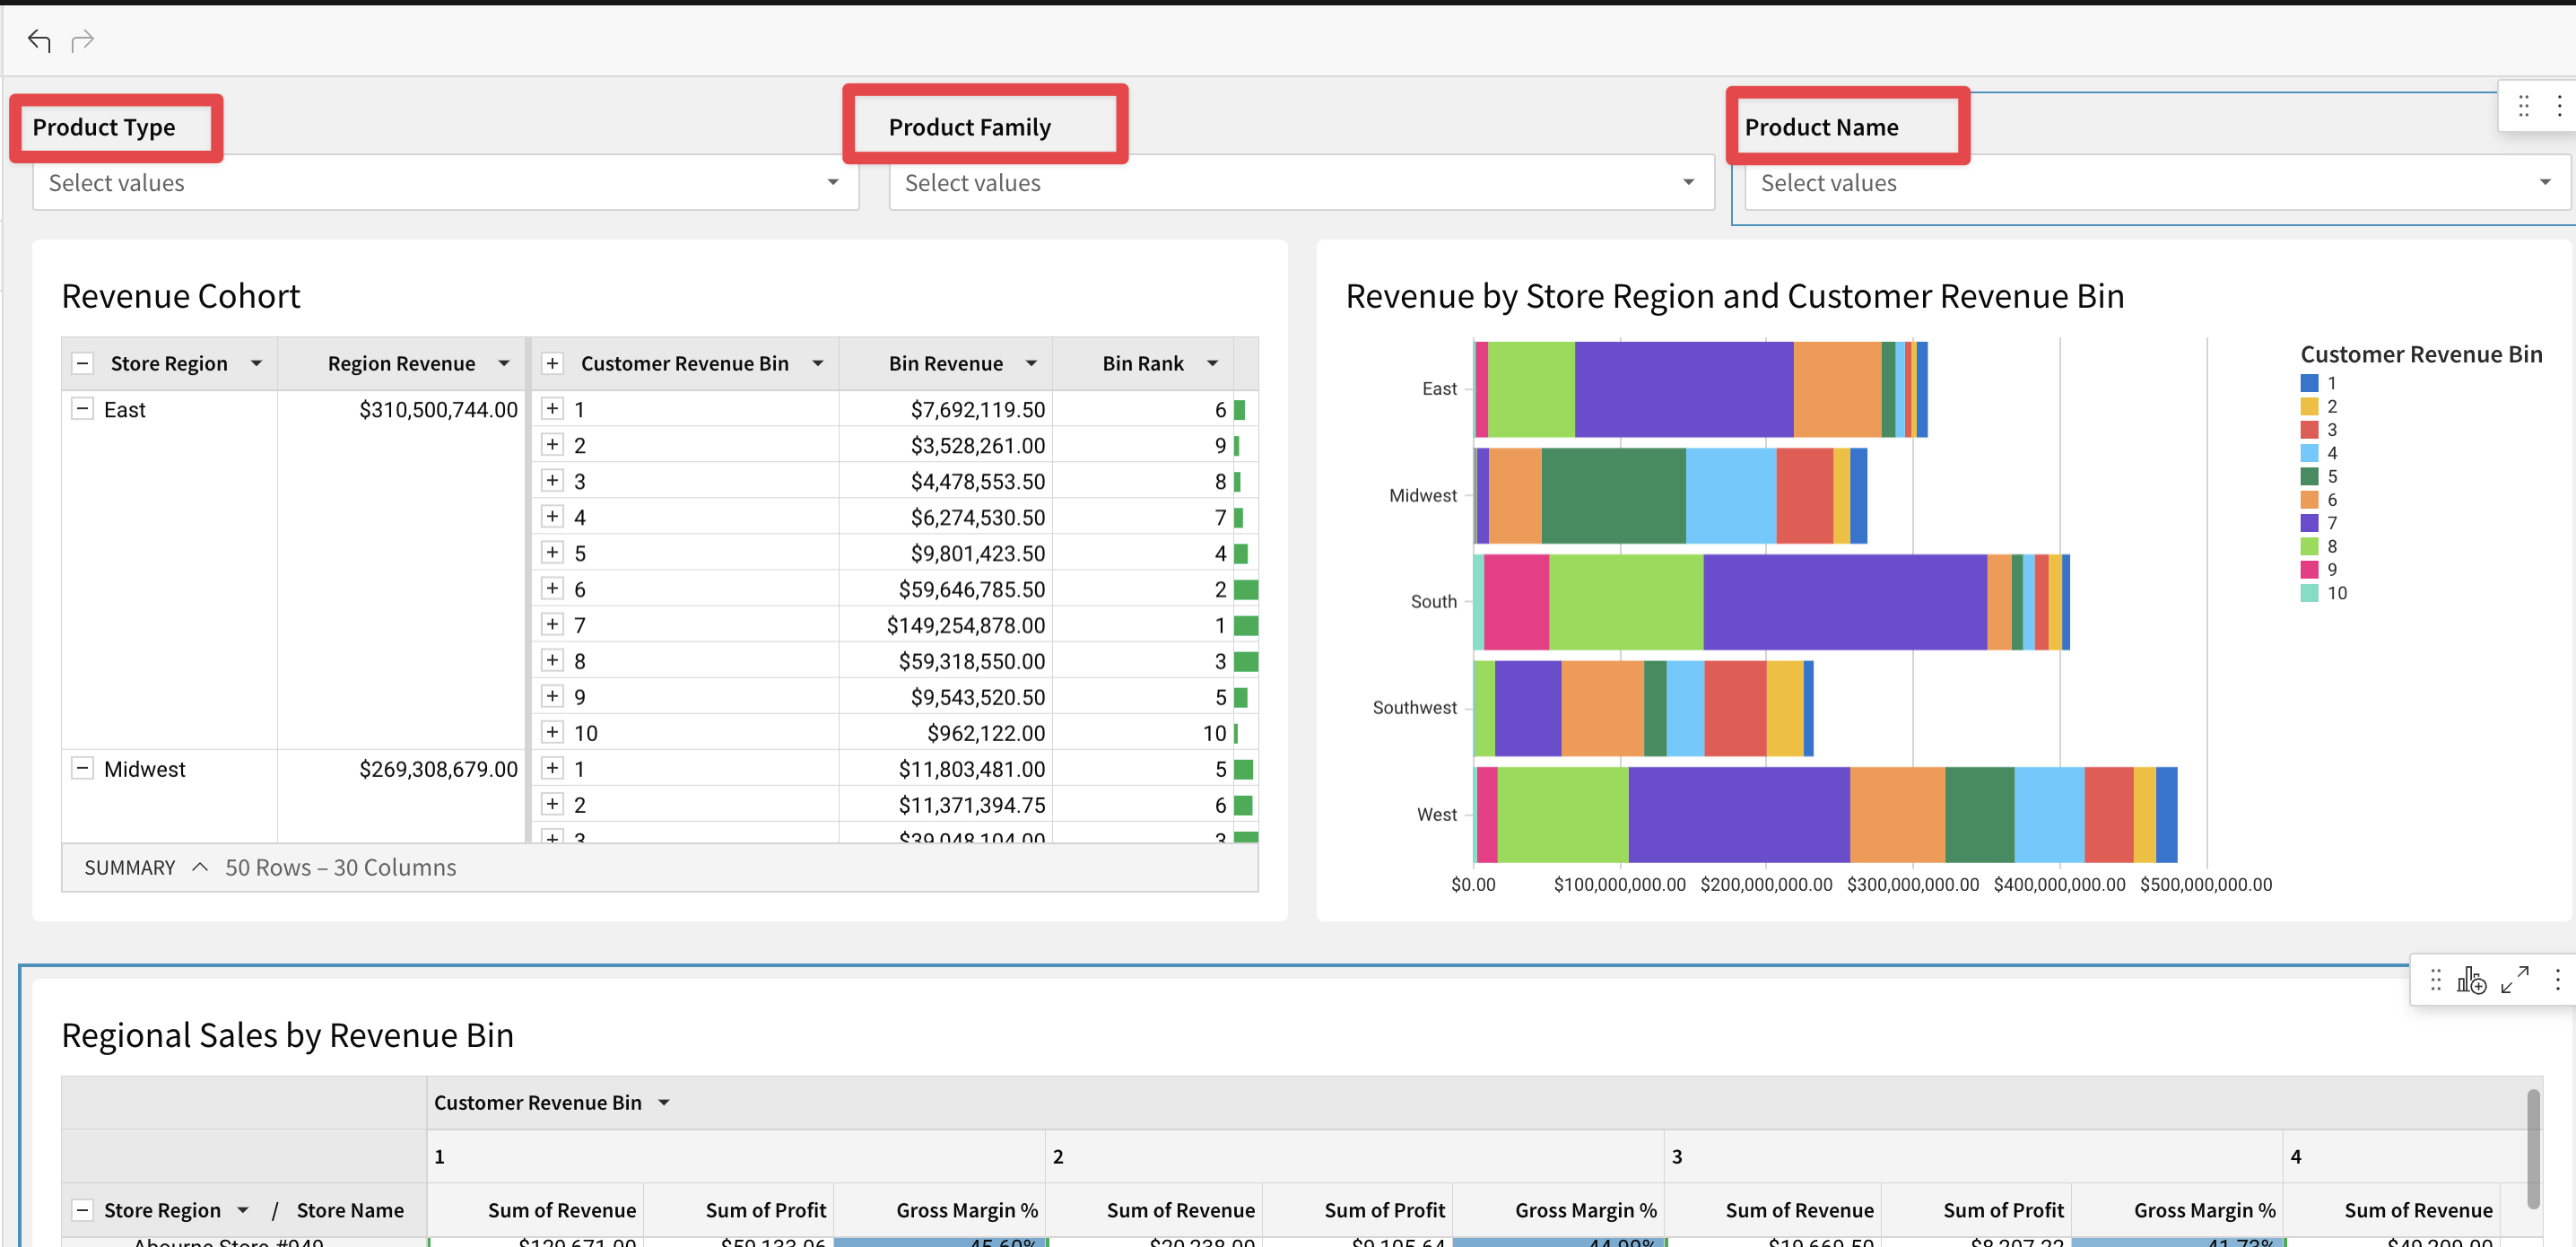 Product Type
Product Family
Product Name
Select values
Select values
Select values
Revenue Cohort
Store Region
Region Revenue
Customer Revenue Bin
Bin Revenue
Bin Rank
East $310,500,744.00 1 $7,692,119.50 6
2 $3,528,261.00 9
3 $4,478,553.50 8
4 $6,274,530.50 7
5 $9,801,423.50 4
6 $59,646,785.50 2
7 $149,254,878.00 1
8 $59,318,550.00 3
9 $9,543,520.50 5
10 $962,122.00 10
Midwest $269,308,679.00 1 $11,803,481.00 5
2 $11,371,394.75 6
3 $39,048,104.00 3
SUMMARY 50 Rows – 30 Columns
Revenue by Store Region and Customer Revenue Bin
East
Midwest
South
Southwest
West
$0.00 $100,000,000.00 $200,000,000.00 $300,000,000.00 $400,000,000.00 $500,000,000.00
Customer Revenue Bin
1
2
3
4
5
6
7
8
9
10
Regional Sales by Revenue Bin
Customer Revenue Bin
1 2 3 4
Store Region / Store Name Sum of Revenue Sum of Profit Gross Margin % Sum of Revenue Sum of Profit Gross Margin % Sum of Revenue Sum of Profit Gross Margin % Sum of Revenue
Abourne Store #949 $129,671.00 $59,133.06 45.60% $20,238.00 $9,105.64 44.99% $19,669.50 $8,207.22 41.73% $49,209.00